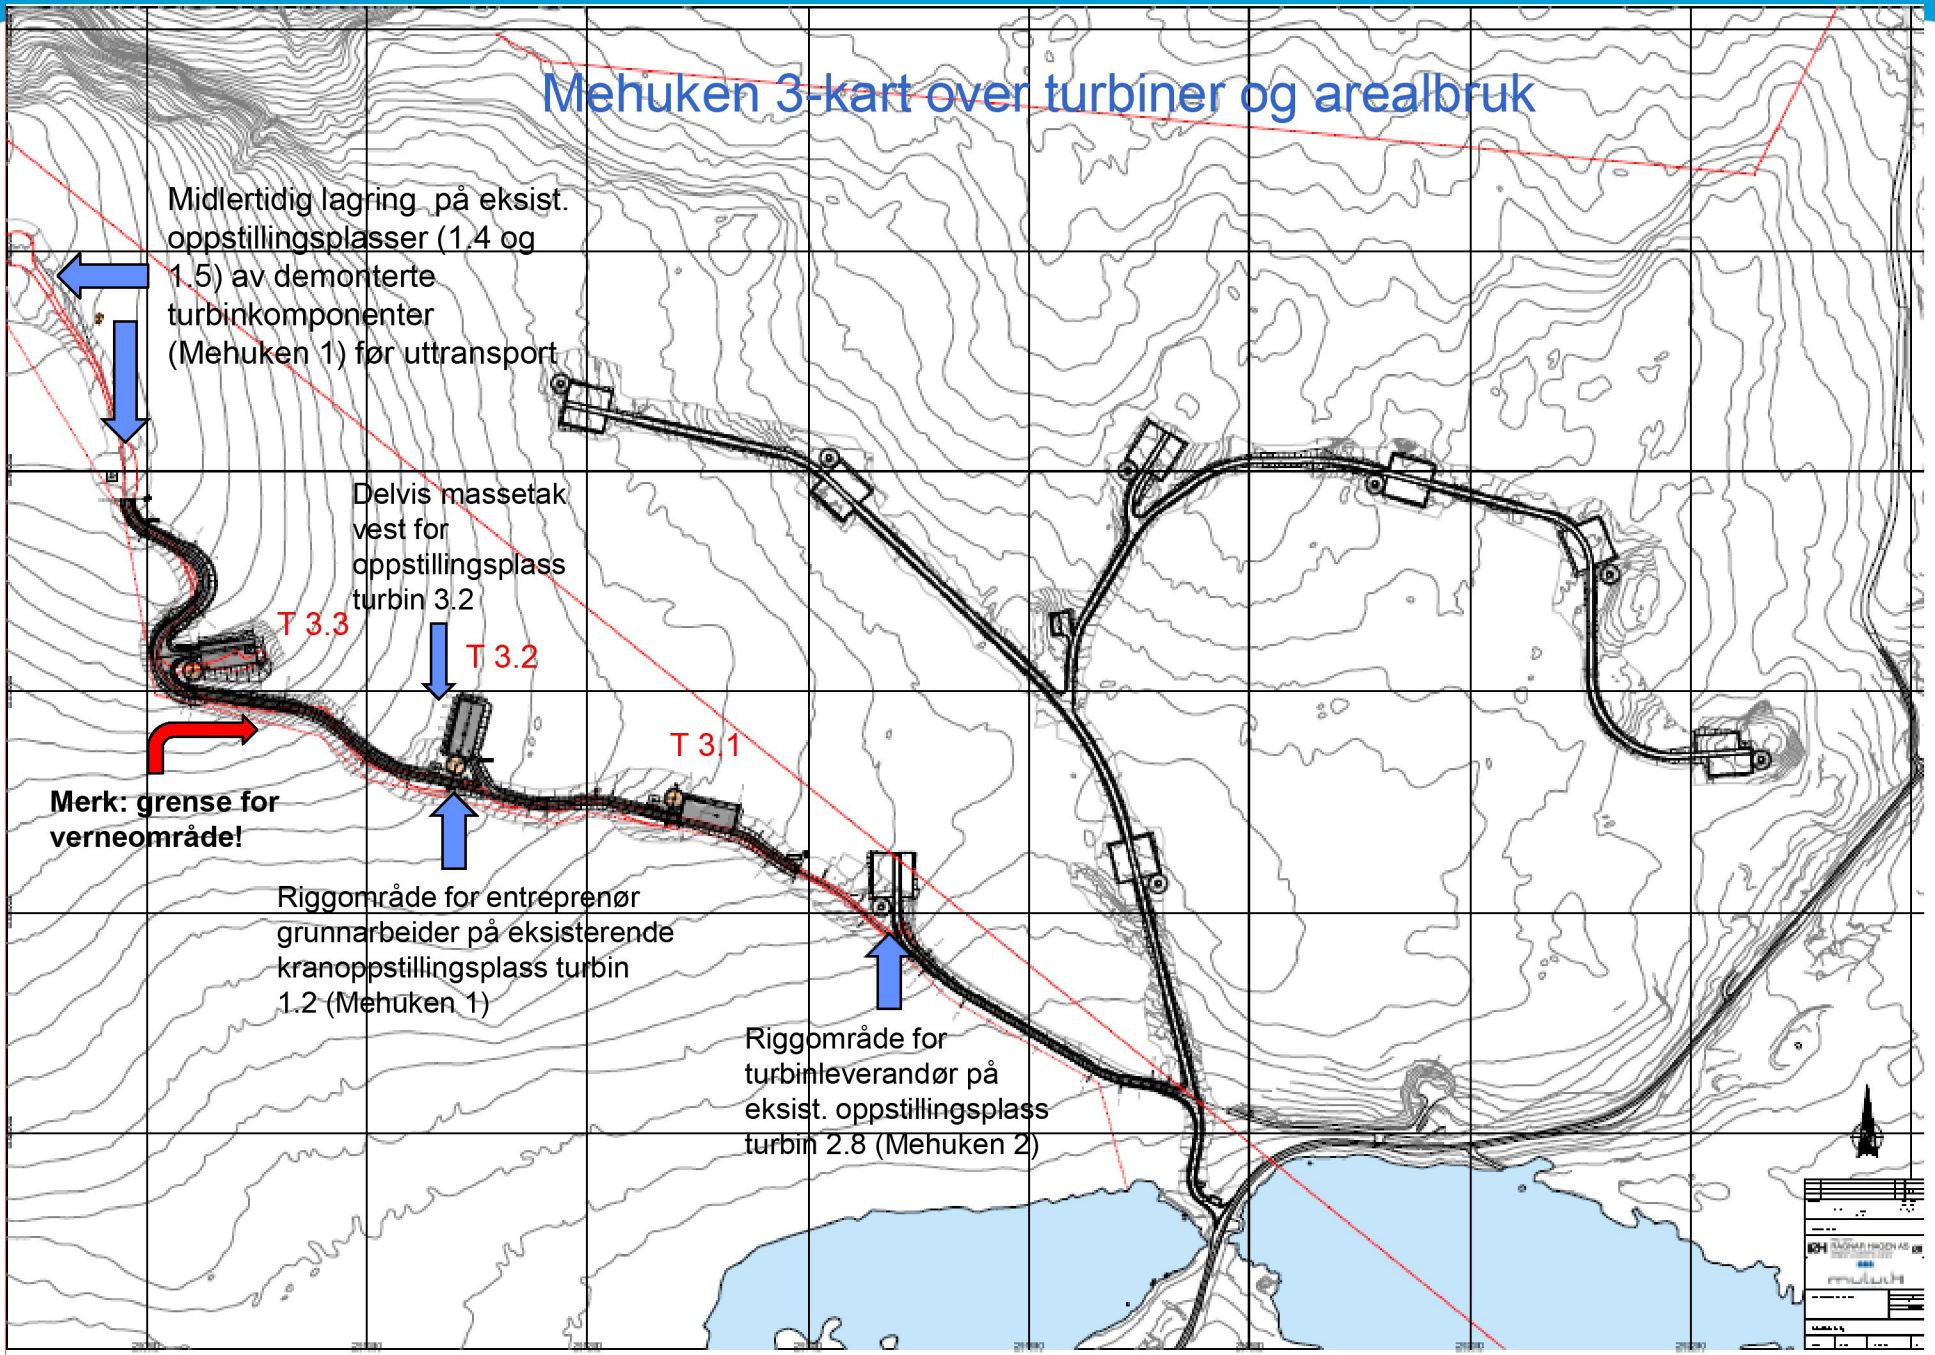 Mehuken 3-kart over turbiner og arealbruk
Midlertidig lagring på eksist.
oppstillingsplasser (1.4 og
1.5) av demonterte
turbinkomponenter
(Mehuken 1) før uttransport
Delvis massetak
vest for
oppstillingsplass
turbin 3.2
T 3.3
T 3.2
T 3.1
Merk: grense for
verneområde!
Riggområde for entreprenør
grunnarbeider på eksisterende
kranoppstillingsplass turbin
1.2 (Mehuken 1)
Riggområde for
turbinleverandør på
eksist. oppstillingsplass
turbin 2.8 (Mehuken 2)
RAGNAR HAGEN AS